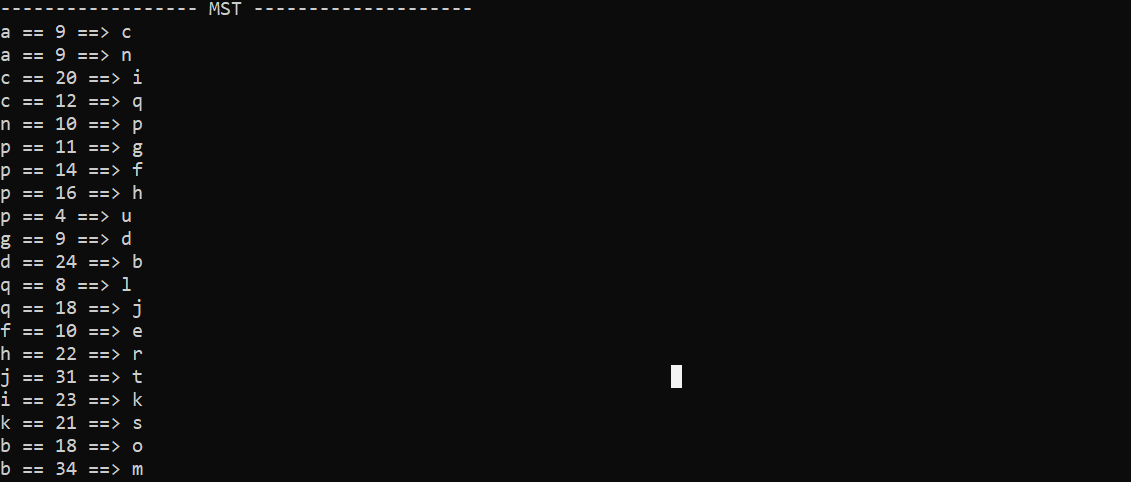 ------------------ MST --------------------
a == 9 ==> c
a == 9 ==> n
c == 20 ==> i
c == 12 ==> q
n == 10 ==> p
p == 11 ==> g
p == 14 ==> f
p == 16 ==> h
p == 4 ==> u
g == 9 ==> d
d == 24 ==> b
q == 8 ==> l
q == 18 ==> j
f == 10 ==> e
h == 22 ==> r
j == 31 ==> t
i == 23 ==> k
k == 21 ==> s
b == 18 ==> o
b == 34 ==> m